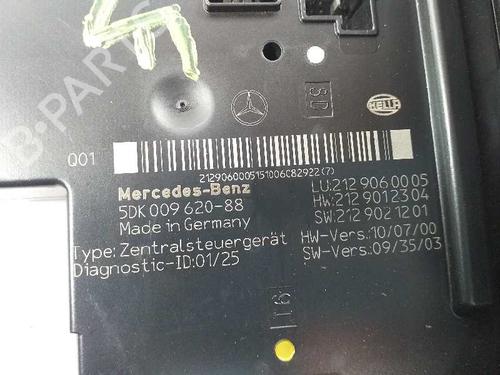 B-PARTS
SD
HELLA
Q01
2129060005151006C82922(7)
Mercedes-Benz
5DK 009 620-88
Made in Germany
Type: Zentralsteuergerät
Diagnostic-ID:01/25
LU:212 906 00 05
HW:212 901 23 04
SW:212 902 12 01
HW-Vers.:10/07/00
SW-Vers.:09/35/03